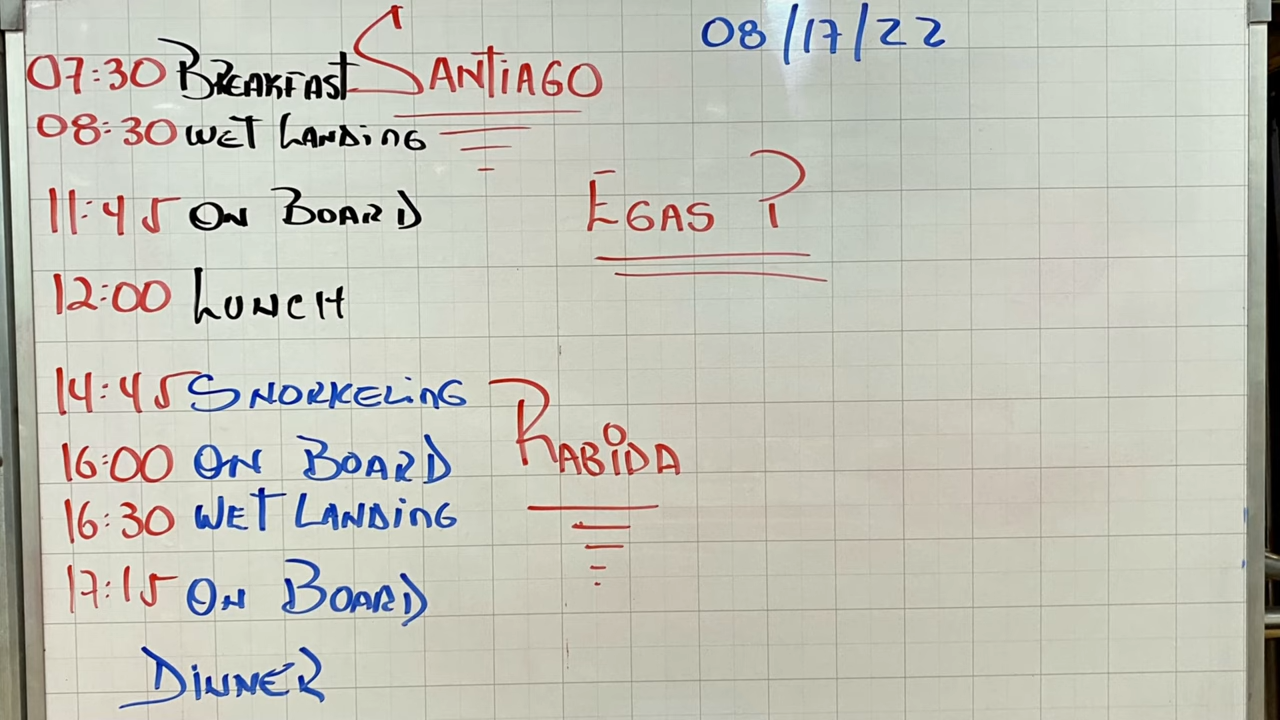 08/17/22
07:30 BREAKFAST SANTIAGO
08:30 WET LANDING
11:45 ON BOARD EGAS ?
12:00 LUNCH
14:45 SNORKELING
16:00 ON BOARD RABIDA
16:30 WET LANDING
17:15 ON BOARD
DINNER